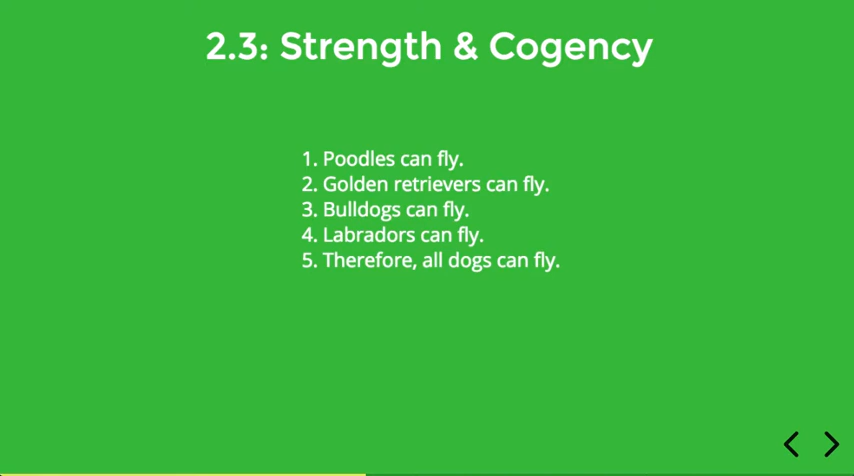 2.3: Strength & Cogency
1. Poodles can fly.
2. Golden retrievers can fly.
3. Bulldogs can fly.
4. Labradors can fly.
5. Therefore, all dogs can fly.